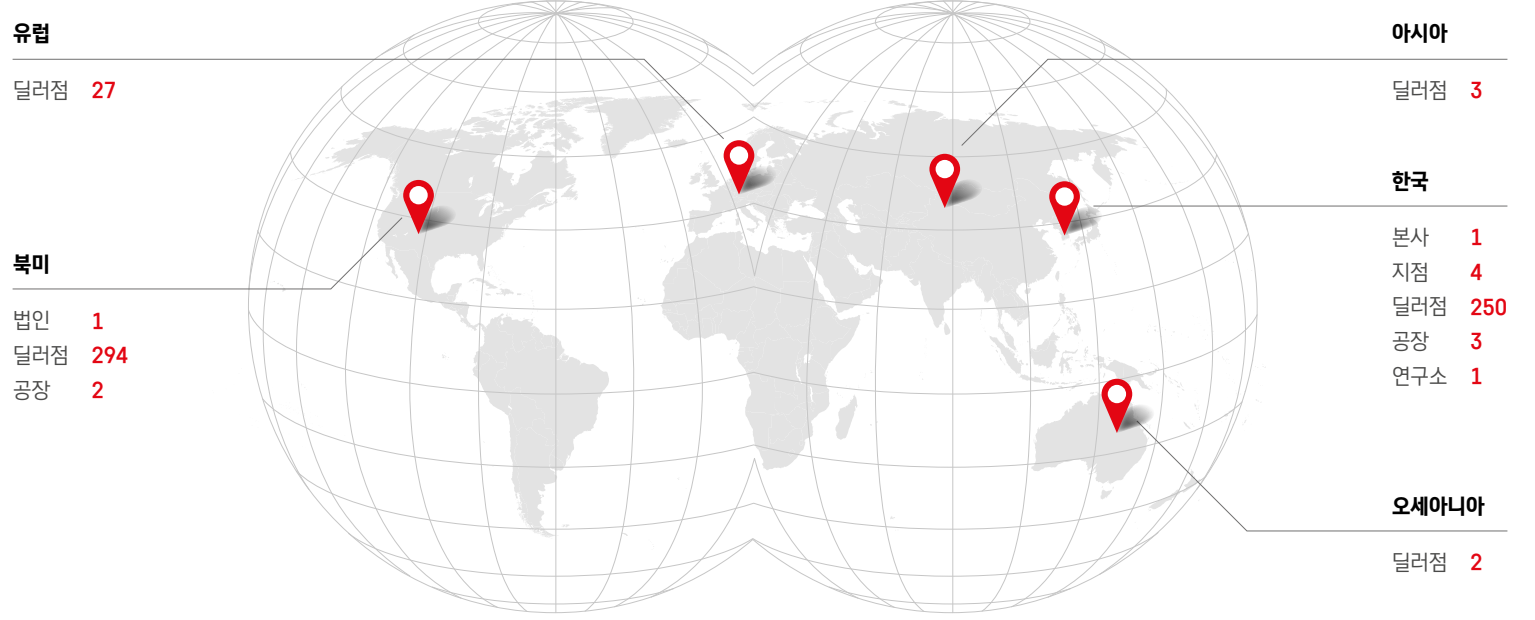 유럽
딜러점 27
북미
법인 1
딜러점 294
공장 2
아시아
딜러점 3
한국
본사 1
지점 4
딜러점 250
공장 3
연구소 1
오세아니아
딜러점 2